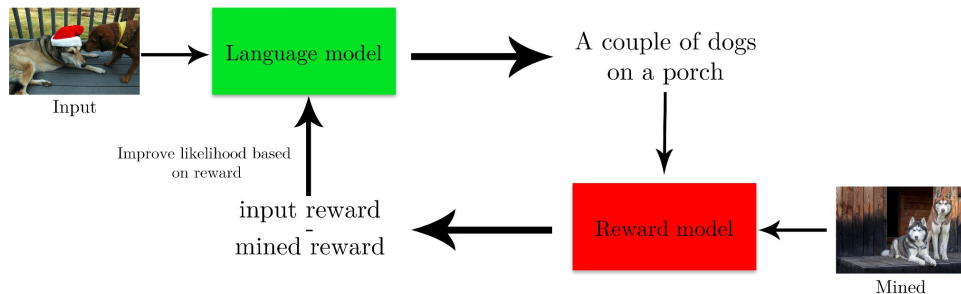 Input
Language model
A couple of dogs
on a porch
Improve likelihood based
on reward
input reward
-
mined reward
Reward model
Mined